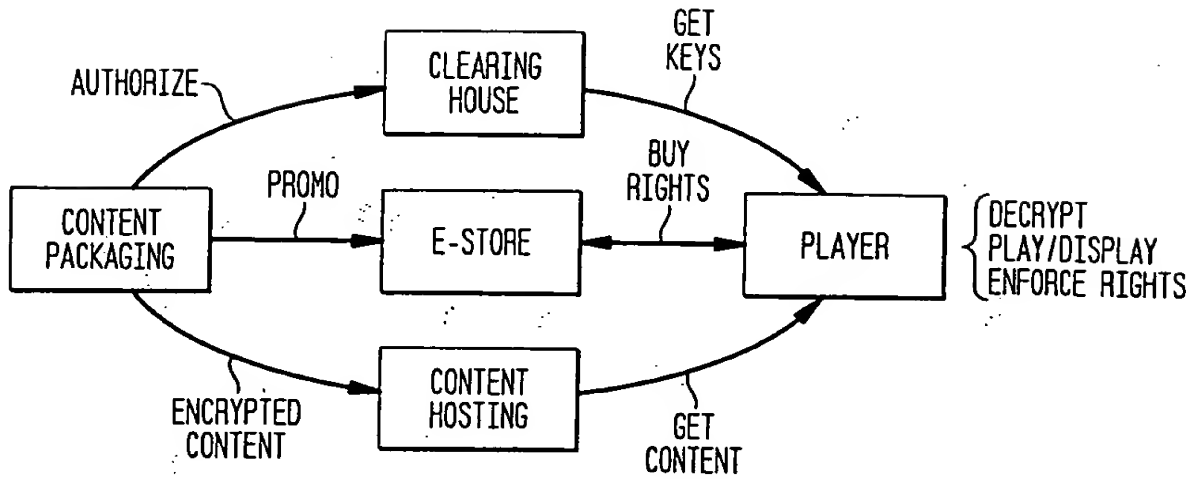 GET
KEYS
CLEARING
HOUSE
AUTHORIZE
BUY
RIGHTS
PROMO
CONTENT
PACKAGING
E-STORE
PLAYER
DECRYPT
PLAY/DISPLAY
ENFORCE RIGHTS
CONTENT
HOSTING
ENCRYPTED
CONTENT
GET
CONTENT